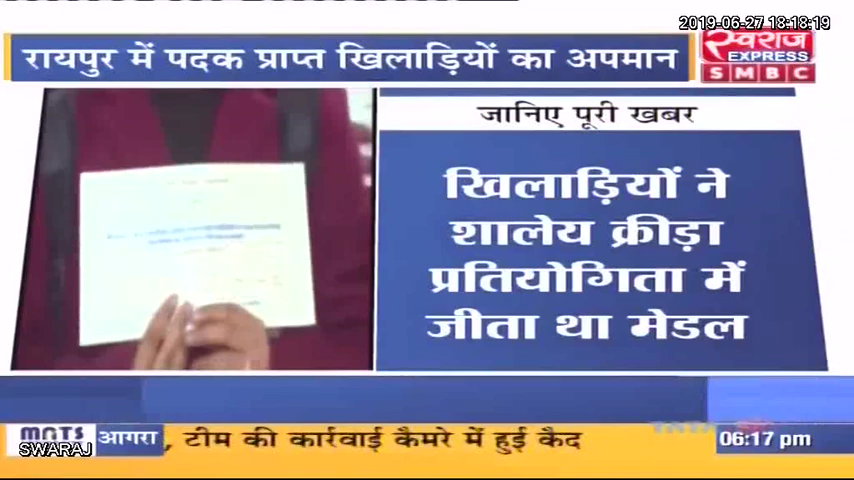 2019-06-27 18:18:19
रायपुर में पदक प्राप्त खिलाड़ियों का अपमान
स्वराज
EXPRESS
SMBC
जानिए पूरी खबर
खिलाड़ियों ने
शालेय क्रीड़ा
प्रतियोगिता में
जीता था मेडल
SWARAJ
आगरा
, टीम की कार्रवाई कैमरे में हुई कैद
06:17 pm